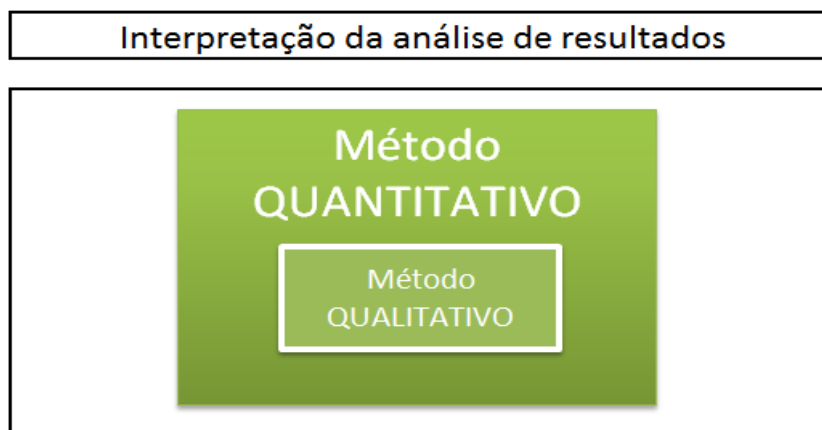 Interpretação da análise de resultados
Método
QUANTITATIVO
Método
QUALITATIVO